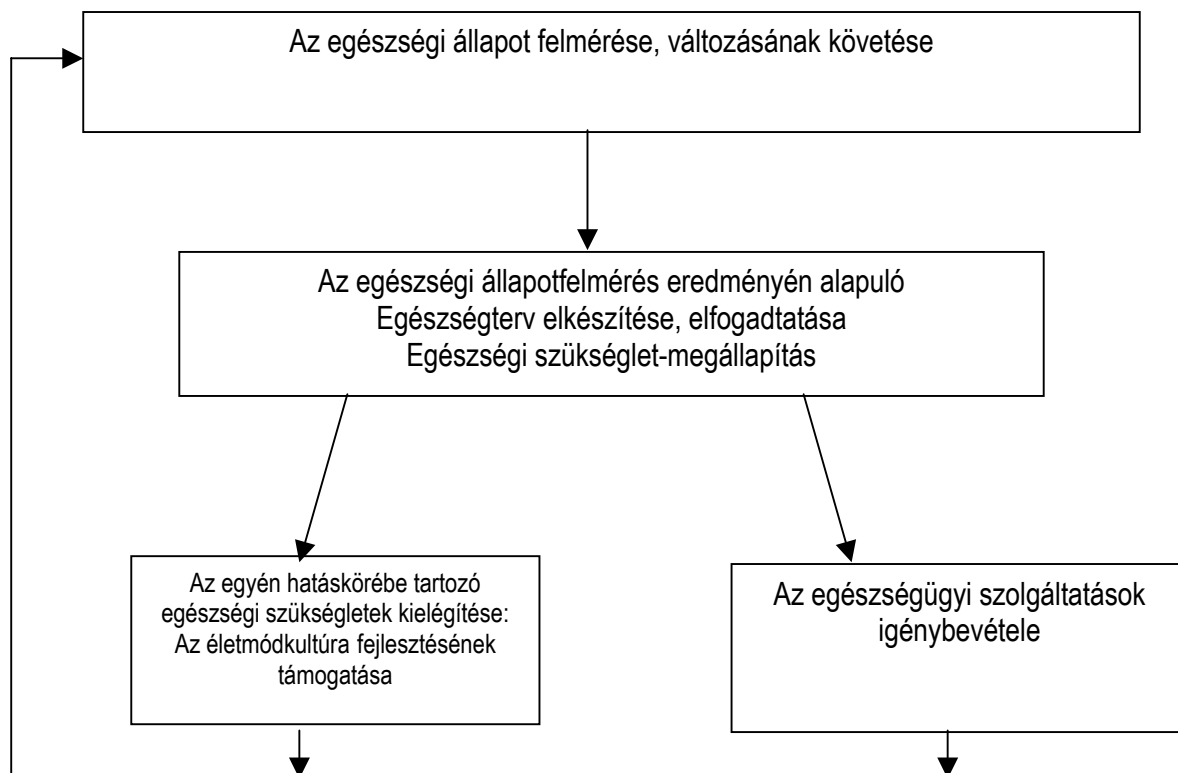 Az egészségi állapot felmérése, változásának követése
Az egészségi állapotfelmérés eredményén alapuló
Egészségterv elkészítése, elfogadtatása
Egészségi szükséglet-megállapítás
Az egyén hatáskörébe tartozó
egészségi szükségletek kielégítése:
Az életmódkultúra fejlesztésének
támogatása
Az egészségügyi szolgáltatások
igénybevétele